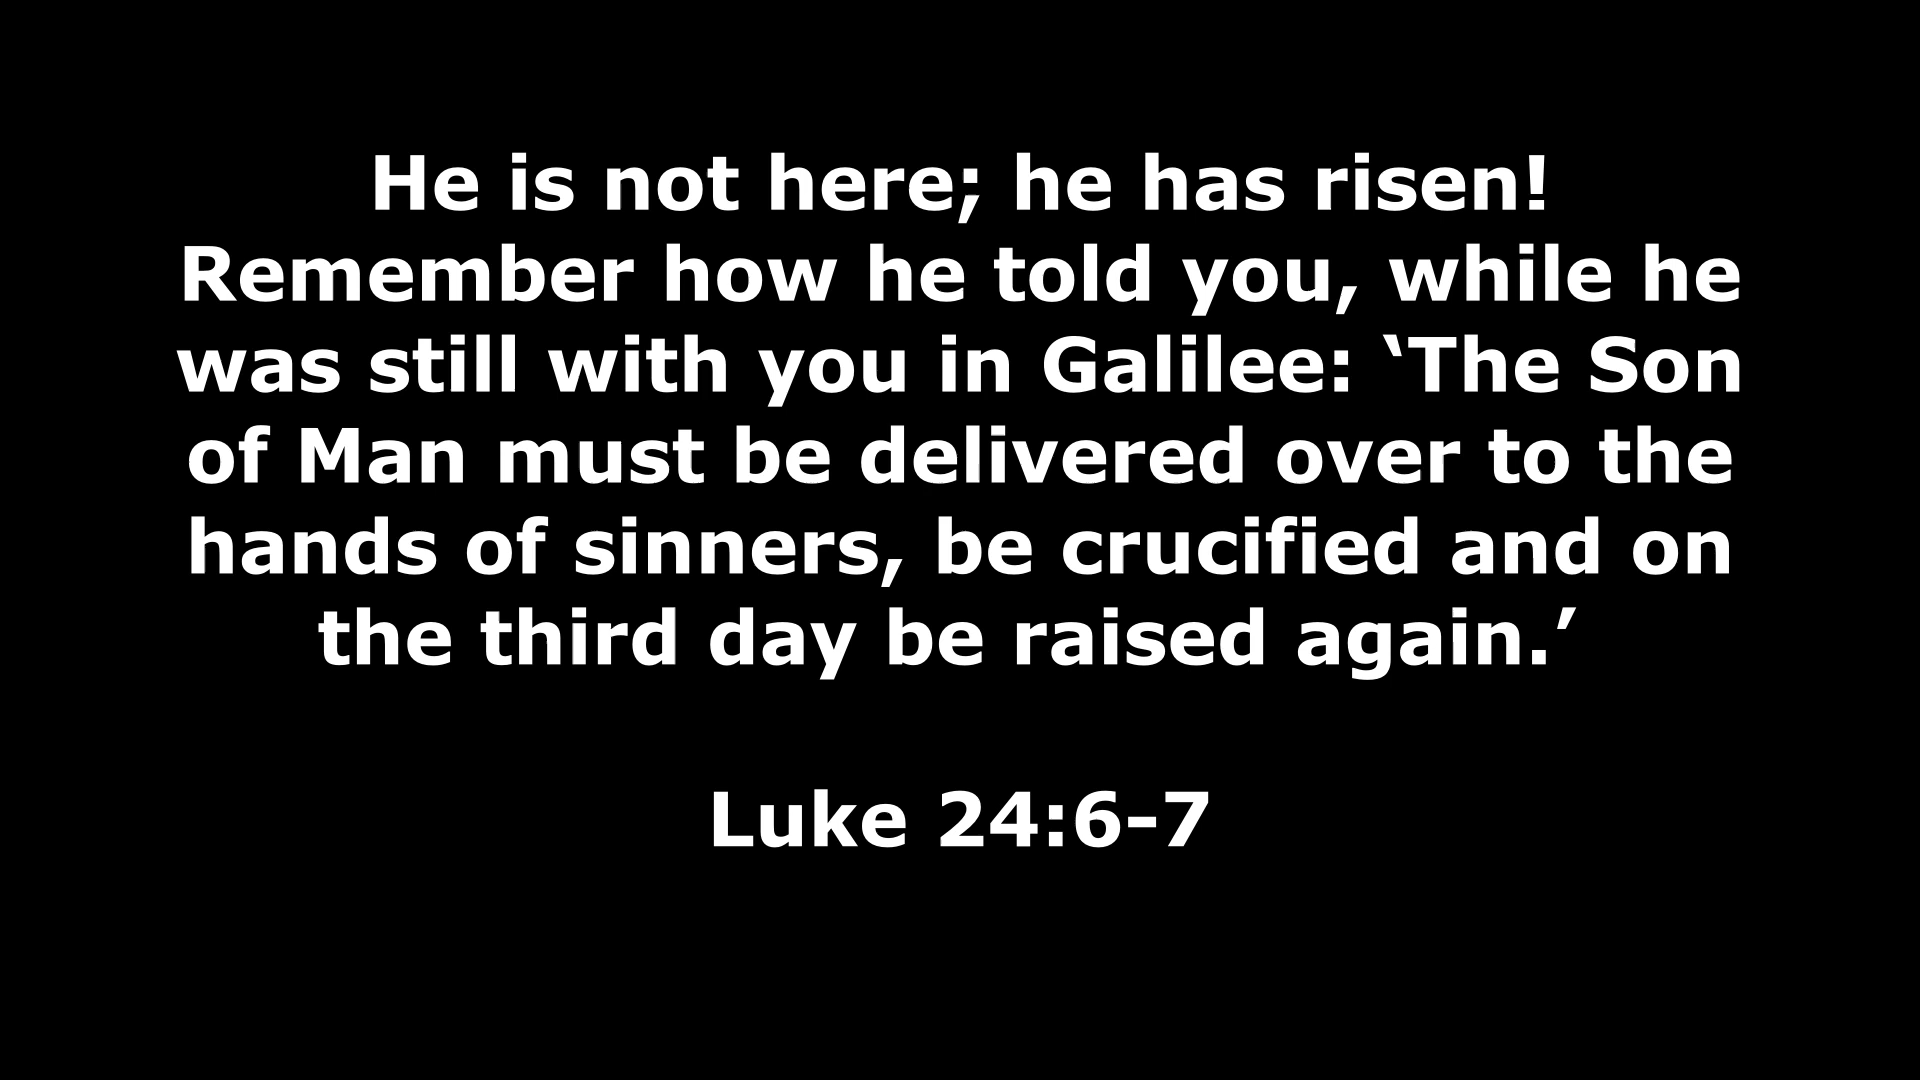 He is not here; he has risen!
Remember how he told you, while he
was still with you in Galilee: ‘The Son
of Man must be delivered over to the
hands of sinners, be crucified and on
the third day be raised again.’
Luke 24:6-7